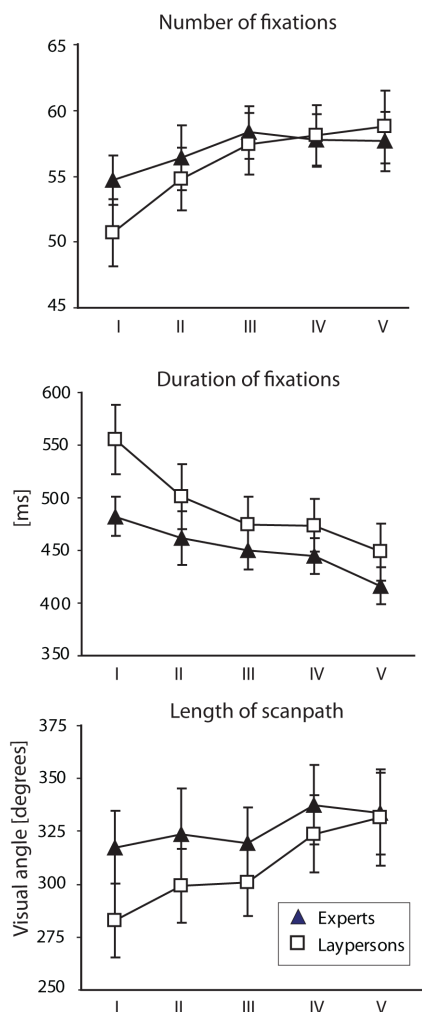 Number of fixations
65
60
55
50
45
I II III IV V
Duration of fixations
600
550
500
450
400
350
[ms]
I II III IV V
Length of scanpath
375
350
325
300
275
250
Visual angle [degrees]
Experts
Laypersons
I II III IV V